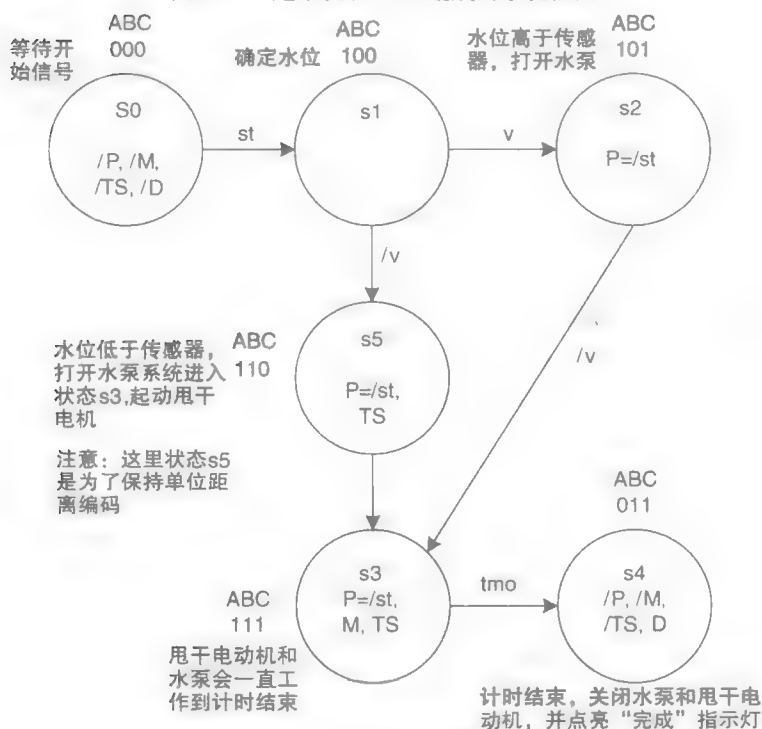 等待开
始信号
ABC
000
S0
/P, /M,
/TS, /D
st
确定水位
ABC
100
s1
v
水位高于传感
器，打开水泵
ABC
101
s2
P=/st
/v
/v
水位低于传感器，
打开水泵系统进入
状态s3,起动甩干
电机
注意：这里状态s5
是为了保持单位距
离编码
ABC
110
s5
P=/st,
TS
ABC
111
s3
P=/st,
M, TS
甩干电动机和
水泵会一直工
作到计时结束
tmo
ABC
011
s4
/P, /M,
/TS, D
计时结束，关闭水泵和甩干电
动机，并点亮“完成”指示灯